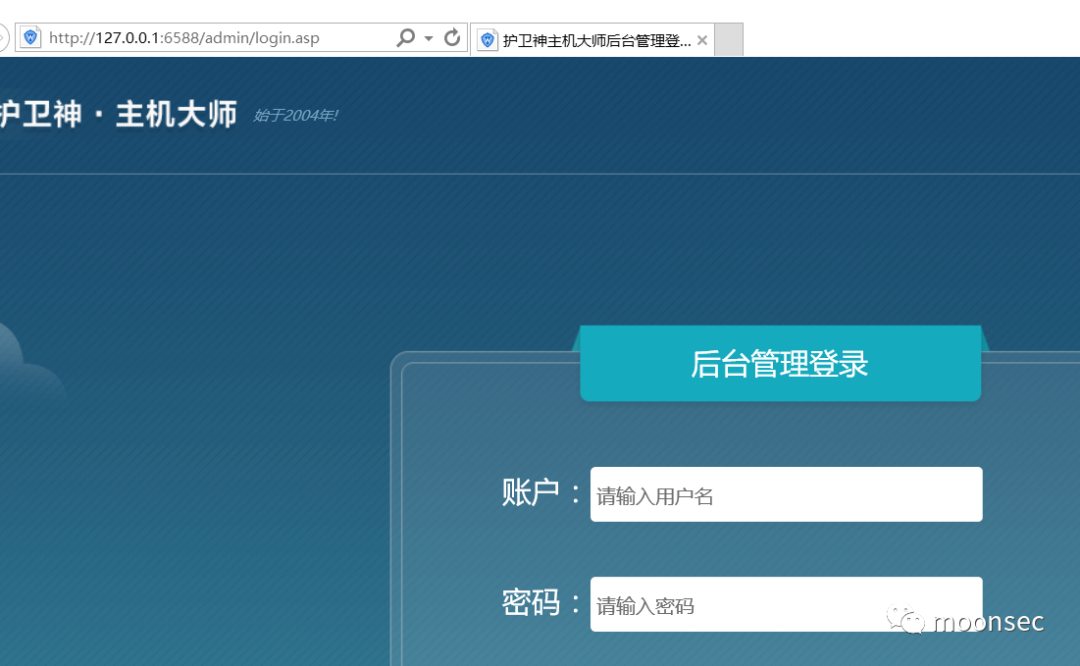 http://127.0.0.1:6588/admin/login.asp
护卫神主机大师后台管理登...
护卫神·主机大师
始于2004年!
后台管理登录
账户：
请输入用户名
密码：
请输入密码
moonsec